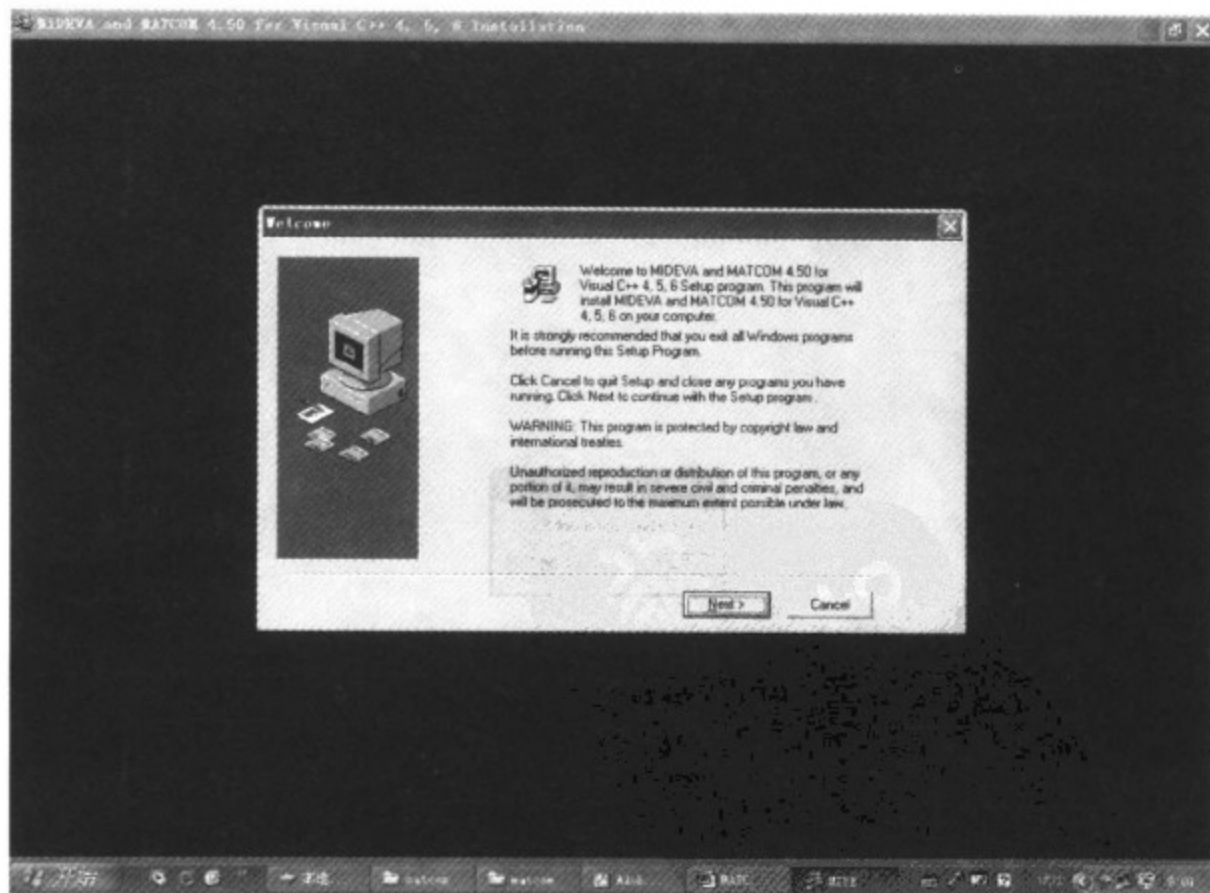 MIDEVA and MATCOM 4.50 for Visual C++ 4, 5, 6 Installation
Welcome
Welcome to MIDEVA and MATCOM 4.50 for
Visual C++ 4, 5, 6 Setup program. This program will
install MIDEVA and MATCOM 4.50 for Visual C++
4, 5, 6 on your computer.
It is strongly recommended that you exit all Windows programs
before running this Setup Program.
Click Cancel to quit Setup and close any programs you have
running. Click Next to continue with the Setup program .
WARNING: This program is protected by copyright law and
international treaties.
Unauthorized reproduction or distribution of this program, or any
portion of it, may result in severe civil and criminal penalties, and
will be prosecuted to the maximum extent possible under law.
Next >
Cancel
开始
matcom
matcom